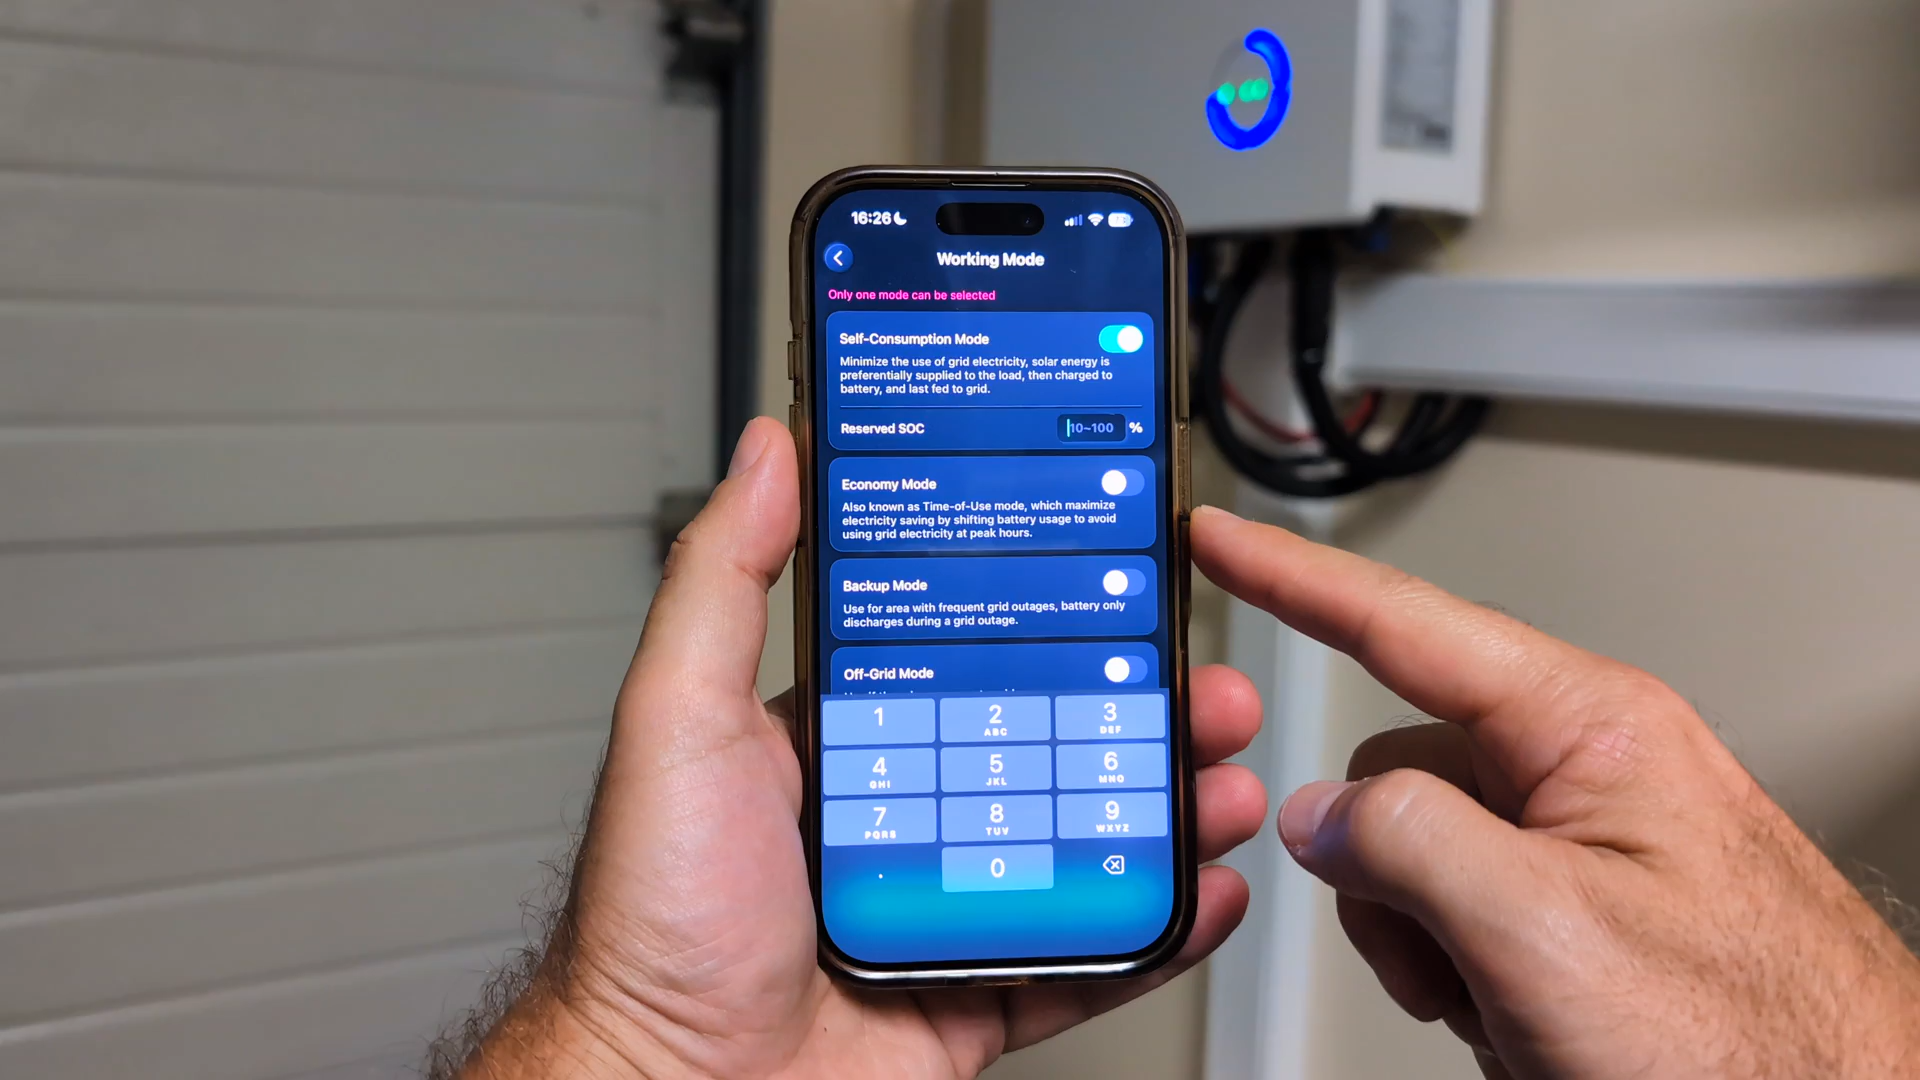 16:26
Working Mode
Only one mode can be selected
Self-Consumption Mode
Minimize the use of grid electricity, solar energy is
preferentially supplied to the load, then charged to
battery, and last fed to grid.
Reserved SOC 10~100 %
Economy Mode
Also known as Time-of-Use mode, which maximize
electricity saving by shifting battery usage to avoid
using grid electricity at peak hours.
Backup Mode
Use for area with frequent grid outages, battery only
discharges during a grid outage.
Off-Grid Mode
1 2 3
ABC DEF
4 5 6
GHI JKL MNO
7 8 9
PQRS TUV WXYZ
. 0